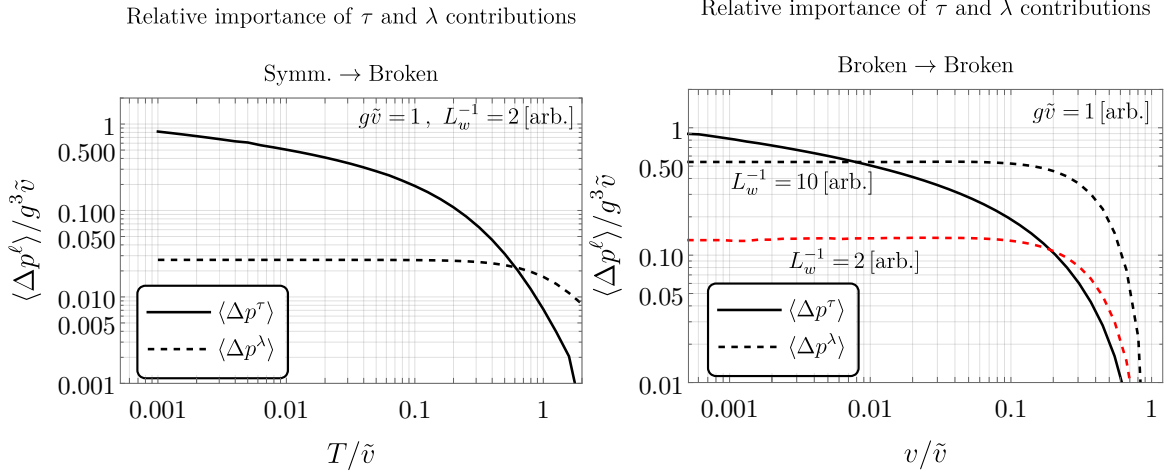 Relative importance of τ and λ contributions
Symm. → Broken
gṽ = 1 , L_w^{-1} = 2 [arb.]
1
0.500
0.100
0.050
0.010
0.005
0.001
⟨Δp^ℓ⟩/g³ṽ
⟨Δp^τ⟩
⟨Δp^λ⟩
0.001
0.01
0.1
1
T/ṽ
Relative importance of τ and λ contributions
Broken → Broken
gṽ = 1 [arb.]
L_w^{-1} = 10 [arb.]
L_w^{-1} = 2 [arb.]
1
0.50
0.10
0.05
0.01
⟨Δp^ℓ⟩/g³ṽ
⟨Δp^τ⟩
⟨Δp^λ⟩
0.001
0.01
0.1
1
v/ṽ